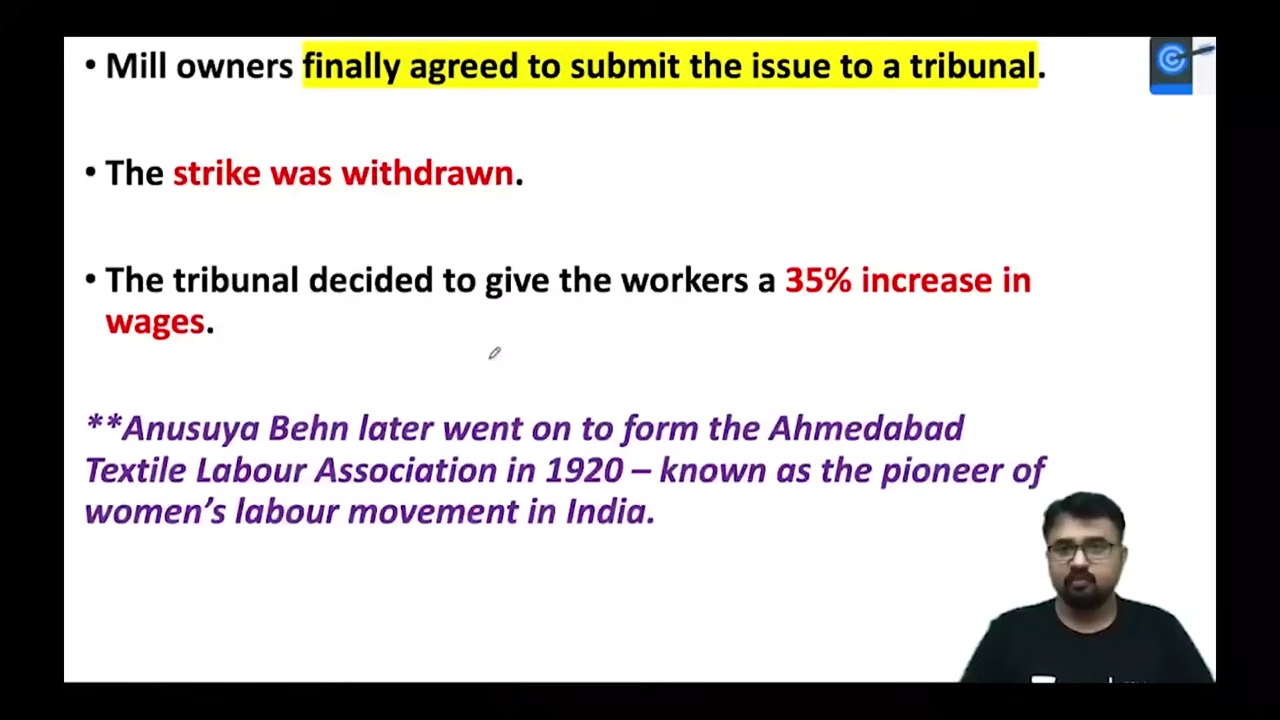 • Mill owners finally agreed to submit the issue to a tribunal.
• The strike was withdrawn.
• The tribunal decided to give the workers a 35% increase in
wages.
**Anusuya Behn later went on to form the Ahmedabad
Textile Labour Association in 1920 – known as the pioneer of
women's labour movement in India.